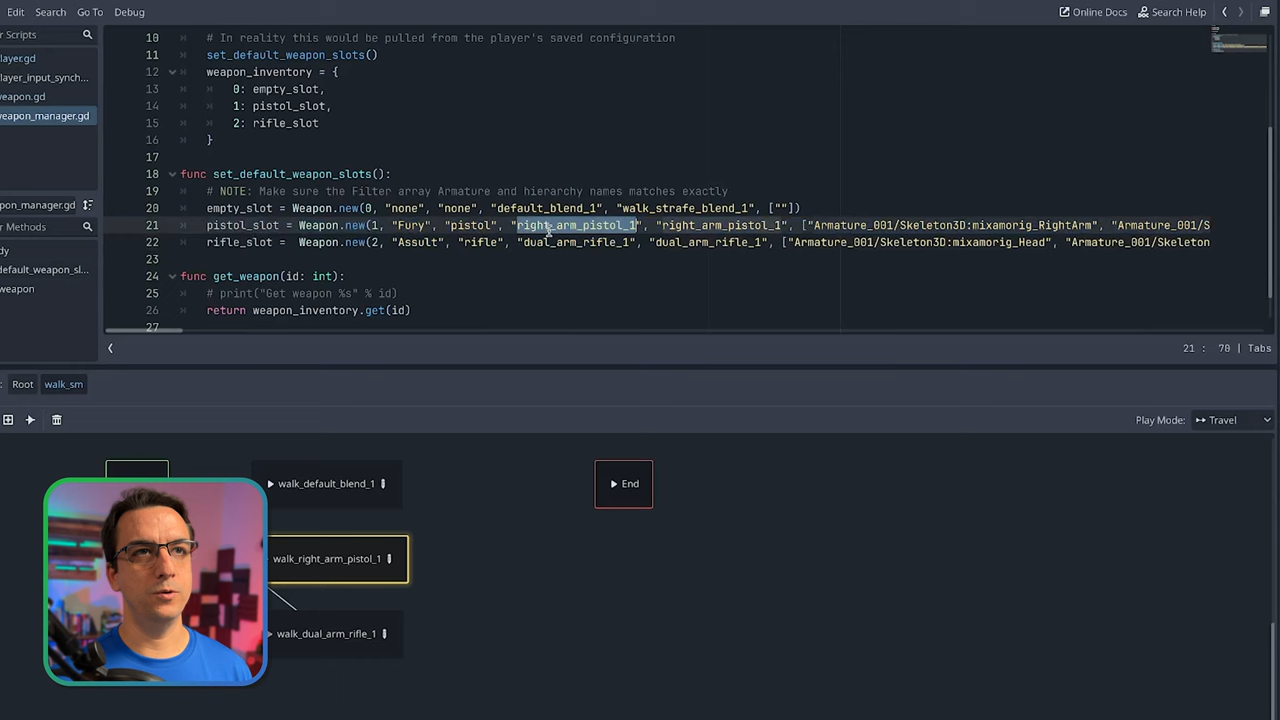 Edit Search Go To Debug Online Docs Search Help
r Scripts
layer.gd
layer_input_synch...
weapon.gd
weapon_manager.gd
pon_manager.gd
r Methods
dy
default_weapon_sl...
weapon
10 # In reality this would be pulled from the player's saved configuration
11 set_default_weapon_slots()
12 weapon_inventory = {
13 0: empty_slot,
14 1: pistol_slot,
15 2: rifle_slot
16 }
17
18 func set_default_weapon_slots():
19 # NOTE: Make sure the Filter array Armature and hierarchy names matches exactly
20 empty_slot = Weapon.new(0, "none", "none", "default_blend_1", "walk_strafe_blend_1", [""])
21 pistol_slot = Weapon.new(1, "Fury", "pistol", "right_arm_pistol_1", "right_arm_pistol_1", ["Armature_001/Skeleton3D:mixamorig_RightArm", "Armature_001/S
22 rifle_slot = Weapon.new(2, "Assult", "rifle", "dual_arm_rifle_1", "dual_arm_rifle_1", ["Armature_001/Skeleton3D:mixamorig_Head", "Armature_001/Skeleton
23
24 func get_weapon(id: int):
25 # print("Get weapon %s" % id)
26 return weapon_inventory.get(id)
27
21 : 70 | Tabs
: Root walk_sm
Play Mode: Travel
walk_default_blend_1
End
walk_right_arm_pistol_1
walk_dual_arm_rifle_1